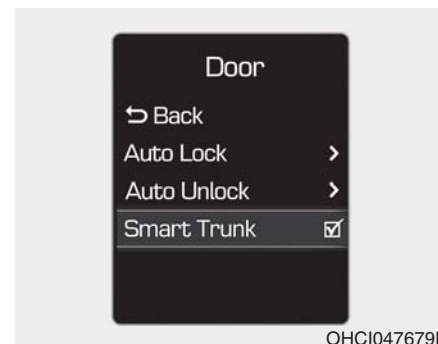 Door
Back
Auto Lock
Auto Unlock
Smart Trunk
OHCI047679L